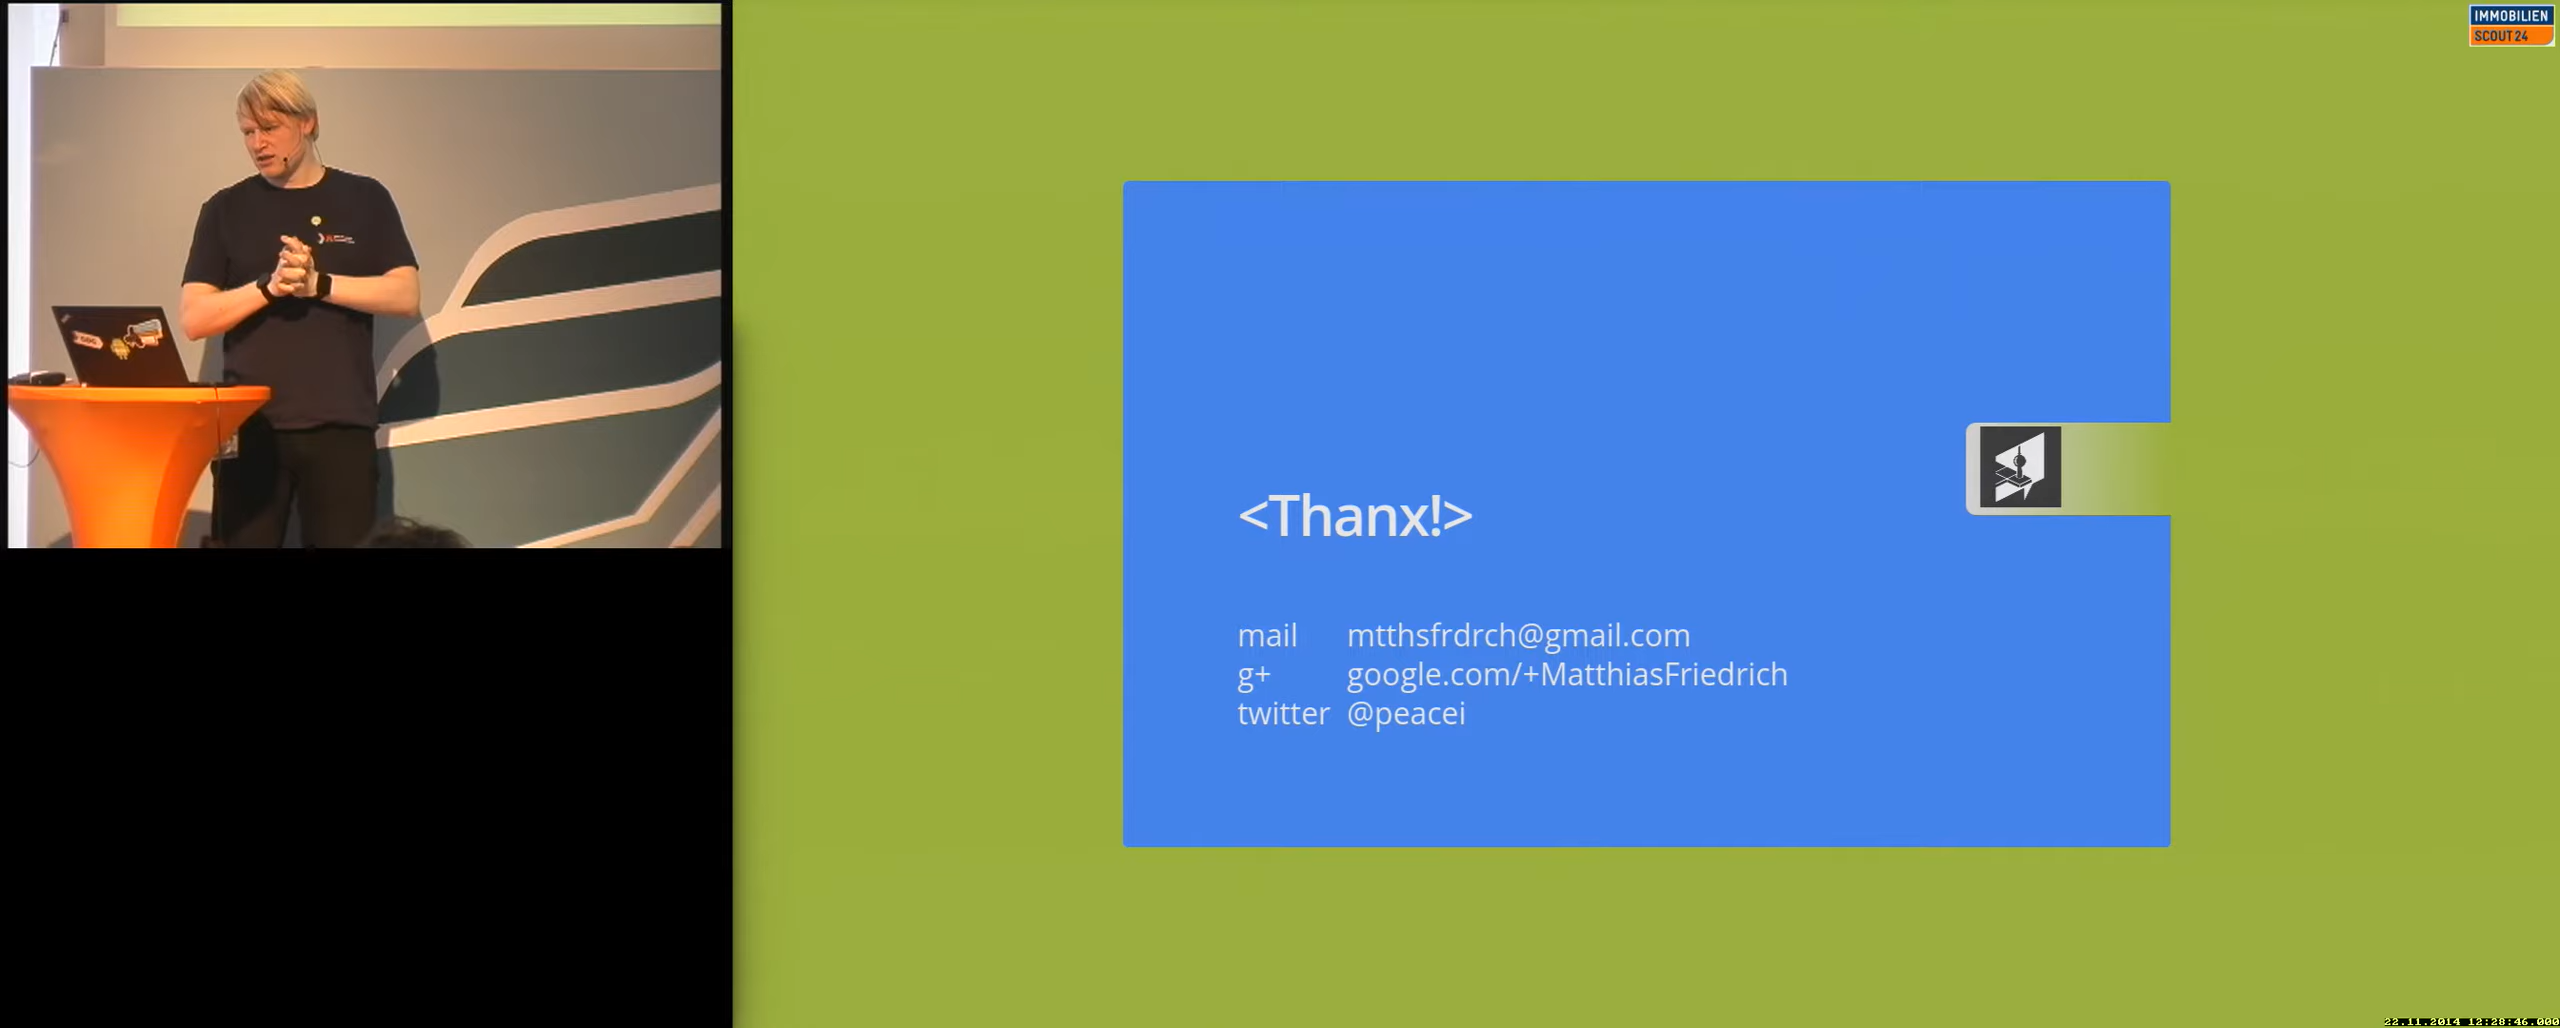 IMMOBILIEN
SCOUT24
<Thanx!>
mail mtthsfrdrch@gmail.com
g+ google.com/+MatthiasFriedrich
twitter @peacei
22.11.2014 12:28:46.000